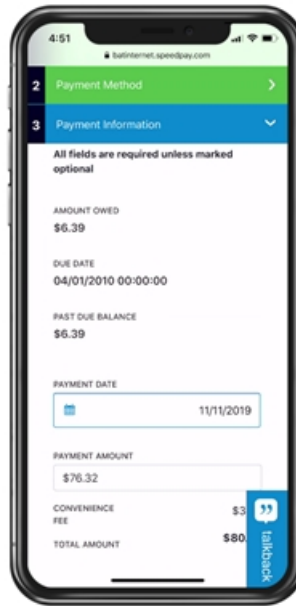 4:51
batinternet.speedpay.com
2 Payment Method
3 Payment Information
All fields are required unless marked
optional
AMOUNT OWED
$6.39
DUE DATE
04/01/2010 00:00:00
PAST DUE BALANCE
$6.39
PAYMENT DATE
11/11/2019
PAYMENT AMOUNT
$76.32
CONVENIENCE
FEE
$3
TOTAL AMOUNT
$80.
talkback